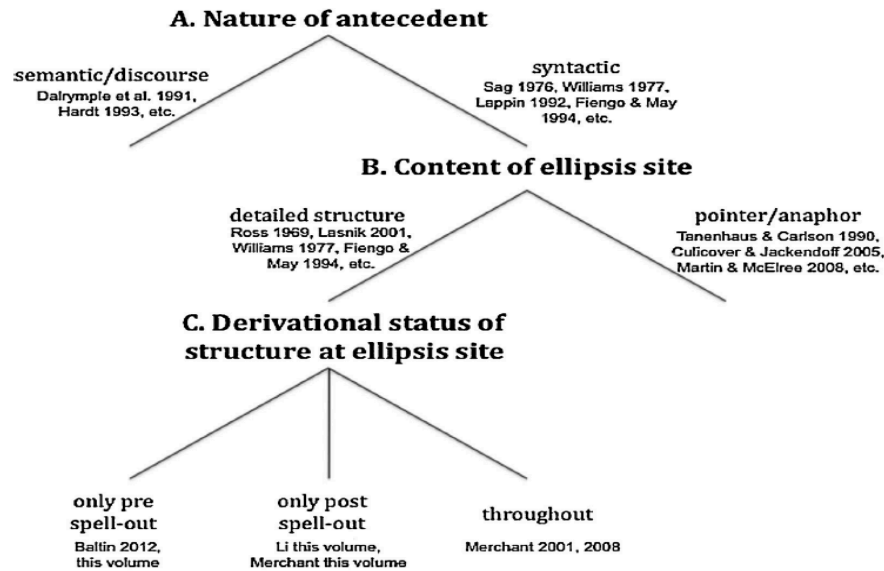 A. Nature of antecedent
semantic/discourse
Dalrymple et al. 1991,
Hardt 1993, etc.
syntactic
Sag 1976, Williams 1977,
Lappin 1992, Fiengo & May
1994, etc.
B. Content of ellipsis site
detailed structure
Ross 1969, Lasnik 2001,
Williams 1977, Fiengo &
May 1994, etc.
pointer/anaphor
Tanenhaus & Carlson 1990,
Culicover & Jackendoff 2005,
Martin & McElree 2008, etc.
C. Derivational status of
structure at ellipsis site
only pre
spell-out
Baltin 2012,
this volume
only post
spell-out
Li this volume,
Merchant this volume
throughout
Merchant 2001, 2008